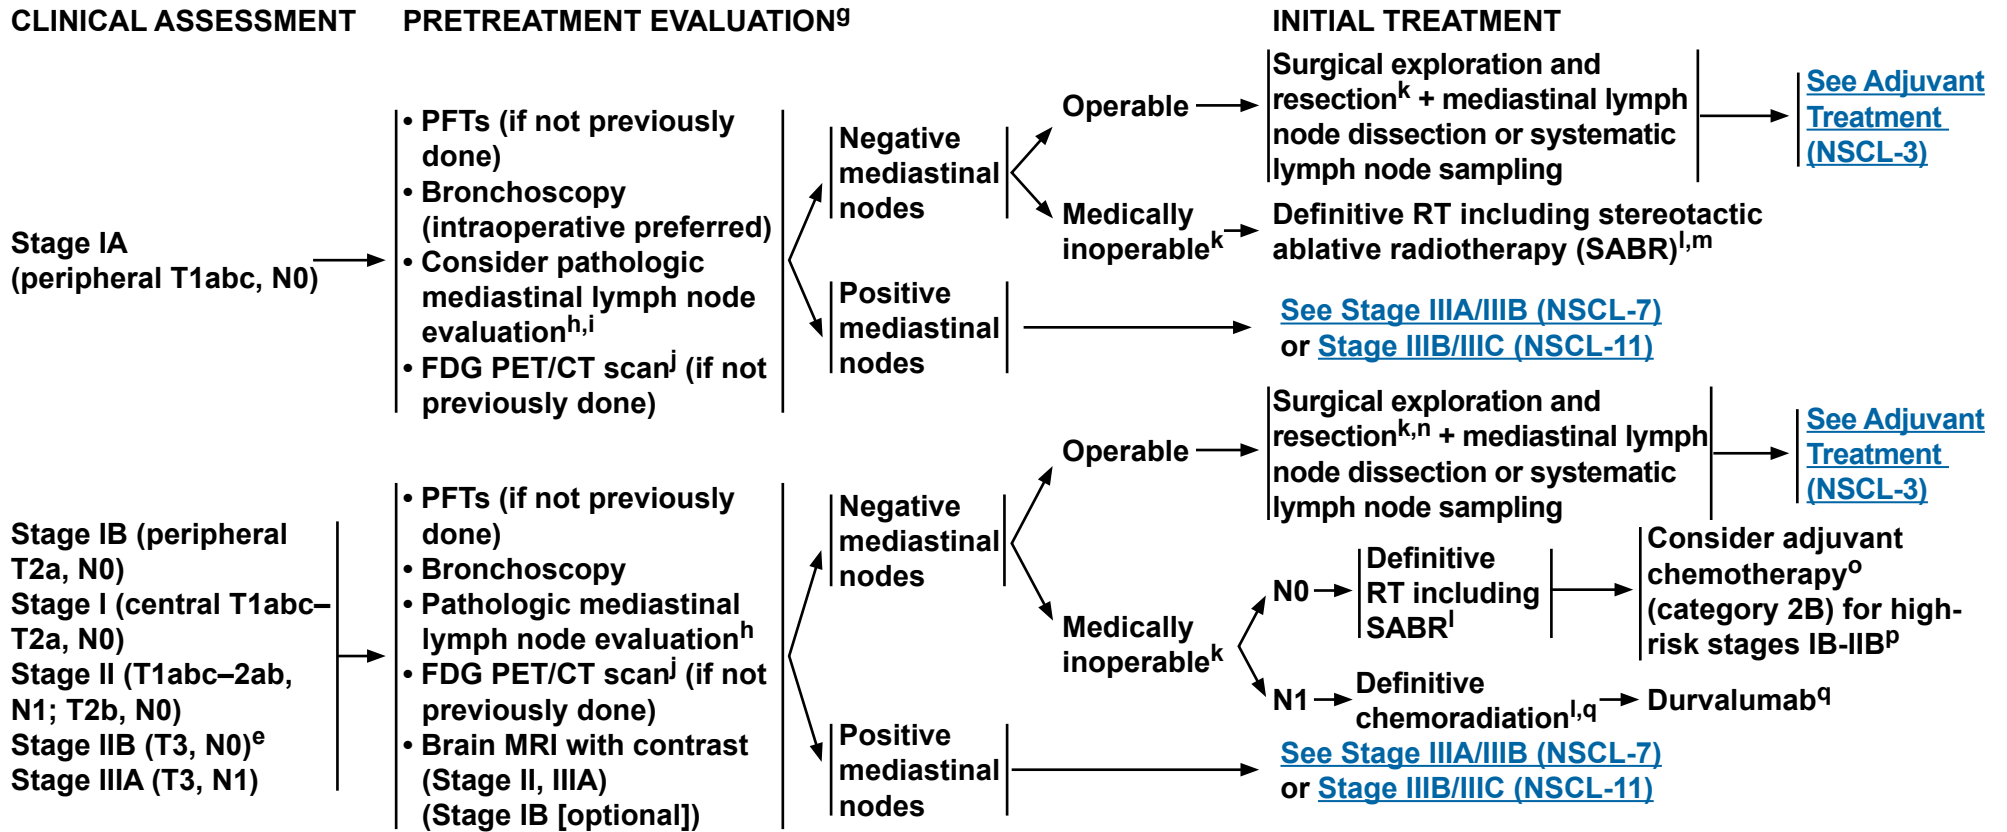 CLINICAL ASSESSMENT
PRETREATMENT EVALUATIONg
INITIAL TREATMENT
Stage IA
(peripheral T1abc, N0)
• PFTs (if not previously
done)
• Bronchoscopy
(intraoperative preferred)
• Consider pathologic
mediastinal lymph node
evaluationh,i
• FDG PET/CT scanj (if not
previously done)
Negative
mediastinal
nodes
Operable
Surgical exploration and
resectionk + mediastinal lymph
node dissection or systematic
lymph node sampling
See Adjuvant
Treatment
(NSCL-3)
Medically
inoperablek
Definitive RT including stereotactic
ablative radiotherapy (SABR)l,m
Positive
mediastinal
nodes
See Stage IIIA/IIIB (NSCL-7)
or Stage IIIB/IIIC (NSCL-11)
Stage IB (peripheral
T2a, N0)
Stage I (central T1abc–
T2a, N0)
Stage II (T1abc–2ab,
N1; T2b, N0)
Stage IIB (T3, N0)e
Stage IIIA (T3, N1)
• PFTs (if not previously
done)
• Bronchoscopy
• Pathologic mediastinal
lymph node evaluationh
• FDG PET/CT scanj (if not
previously done)
• Brain MRI with contrast
(Stage II, IIIA)
(Stage IB [optional])
Negative
mediastinal
nodes
Operable
Surgical exploration and
resectionk,n + mediastinal lymph
node dissection or systematic
lymph node sampling
See Adjuvant
Treatment
(NSCL-3)
Medically
inoperablek
N0
Definitive
RT including
SABRl
Consider adjuvant
chemotherapyo
(category 2B) for high-
risk stages IB-IIBp
N1
Definitive
chemoradiationl,q
Durvalumabq
Positive
mediastinal
nodes
See Stage IIIA/IIIB (NSCL-7)
or Stage IIIB/IIIC (NSCL-11)